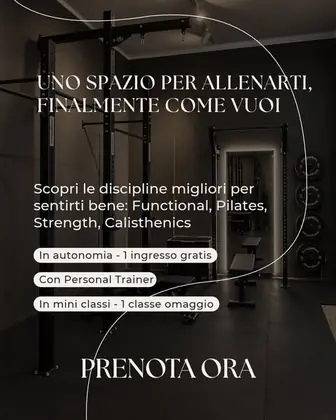 UNO SPAZIO PER ALLENARTI,
FINALMENTE COME VUOI
Scopri le discipline migliori per
sentirti bene: Functional, Pilates,
Strength, Calisthenics
In autonomia - 1 ingresso gratis
Con Personal Trainer
In mini classi - 1 classe omaggio
PRENOTA ORA